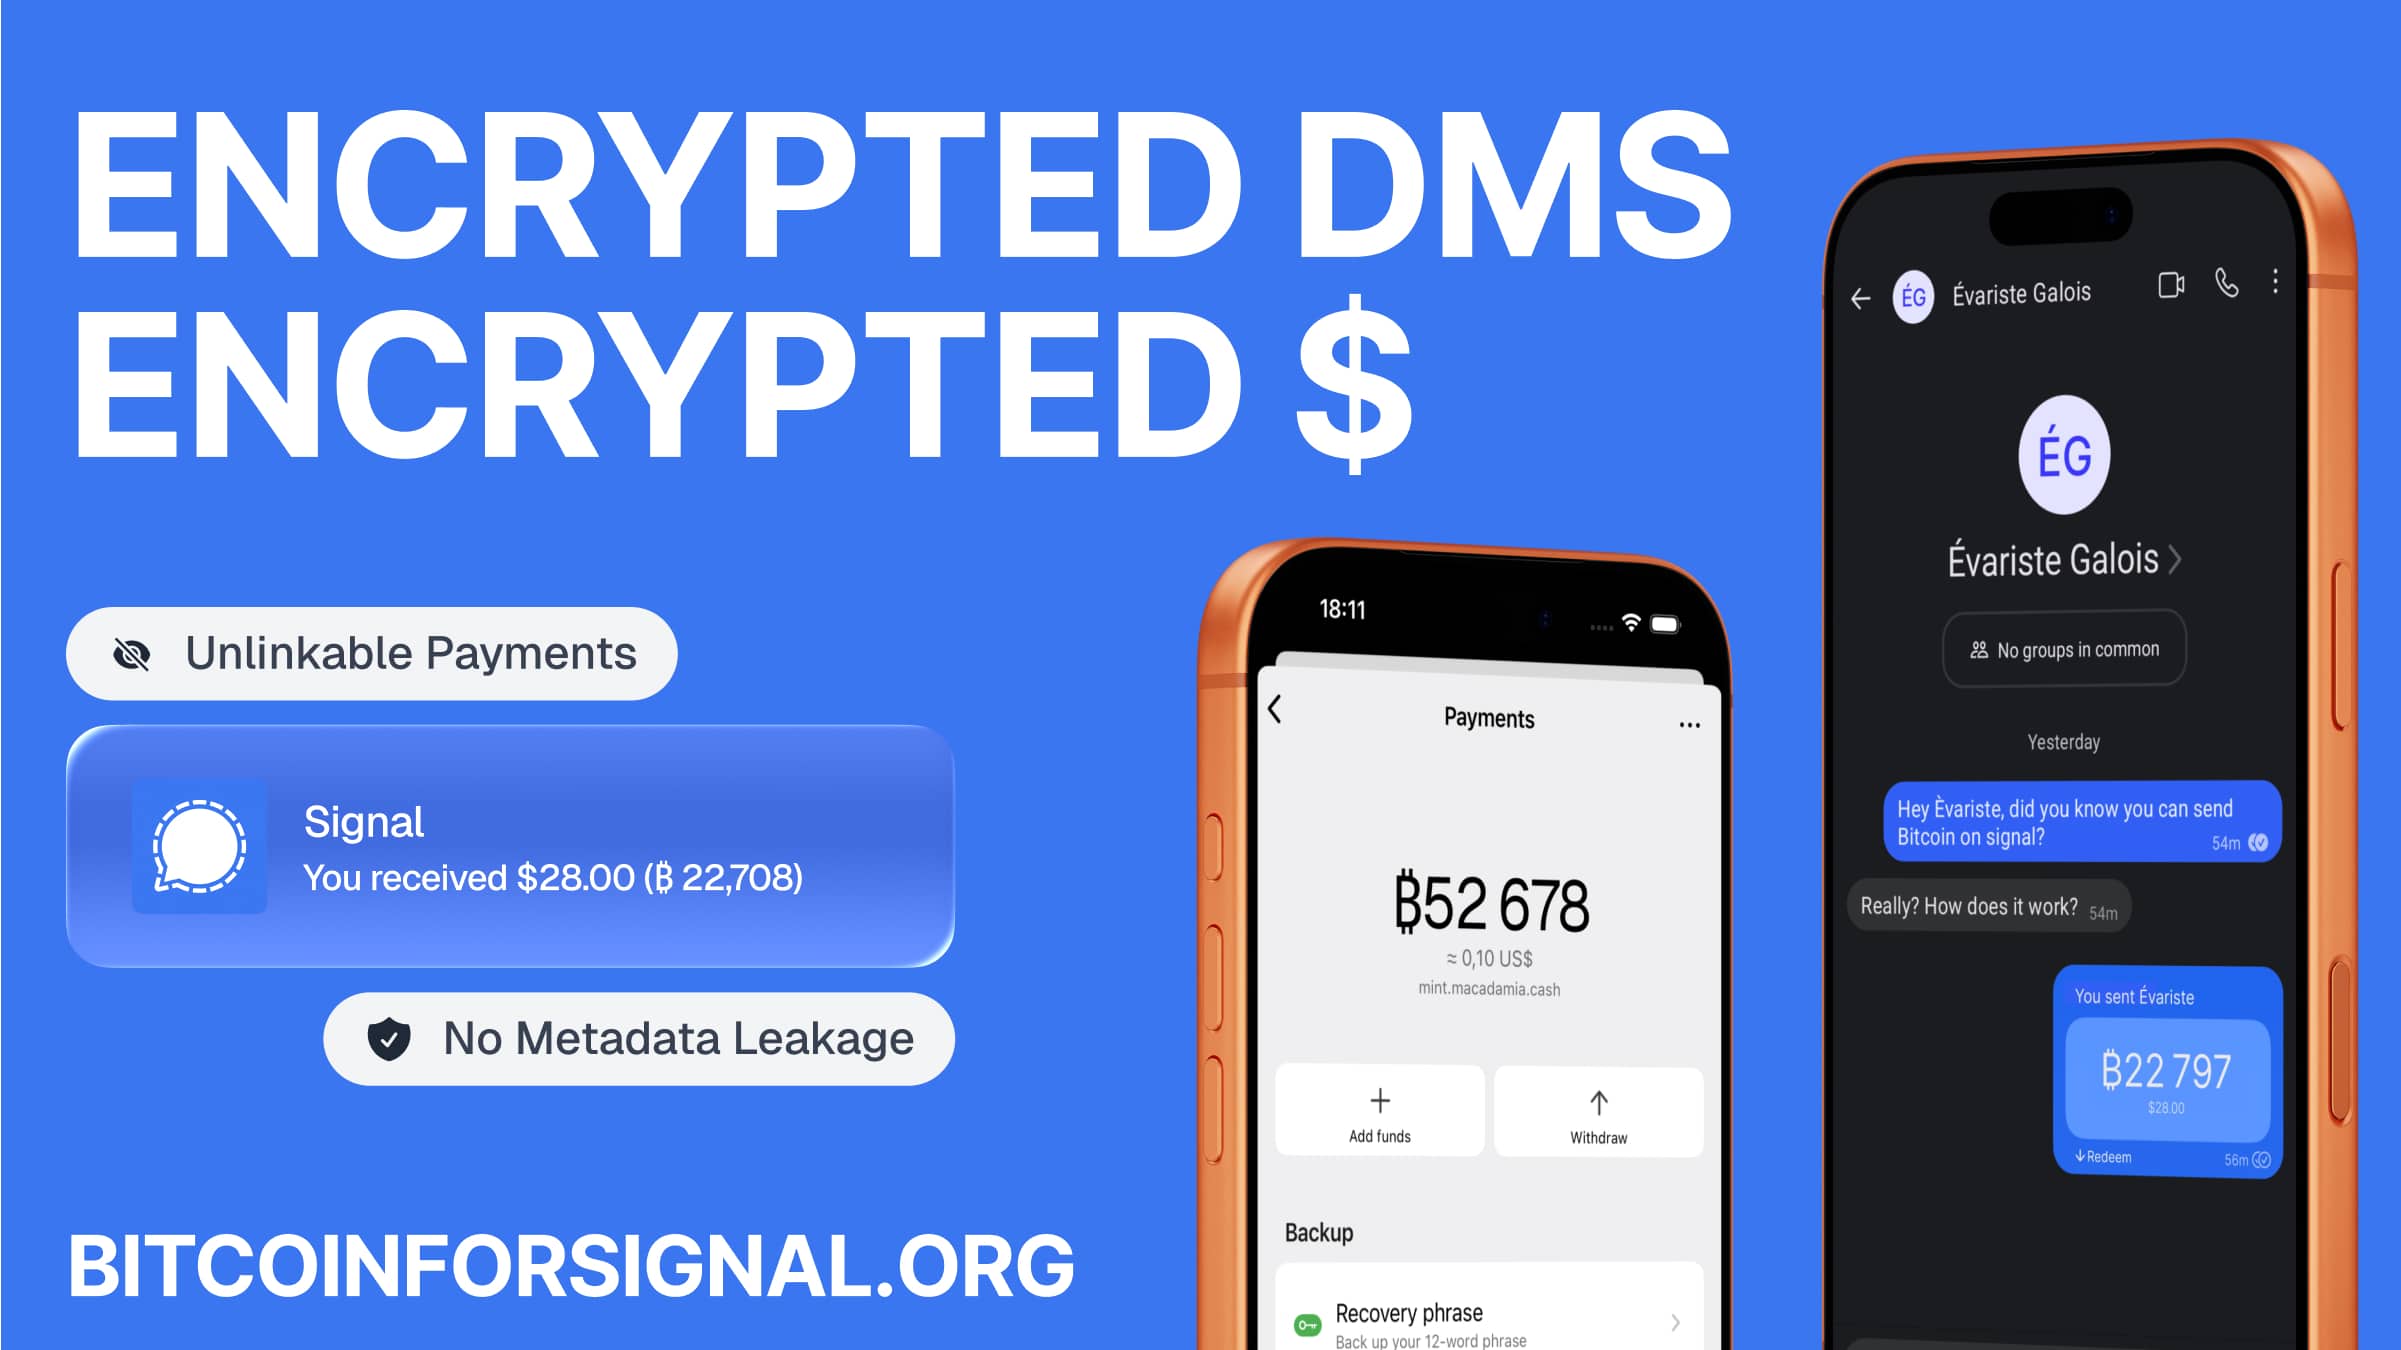 ENCRYPTED DMS
ENCRYPTED $
Unlinkable Payments
Signal
You received $28.00 (₿ 22,708)
No Metadata Leakage
BITCOINFORSIGNAL.ORG
18:11
Payments
...
₿52 678
≈ 0,10 US$
mint.macadamia.cash
Add funds
Withdraw
Backup
Recovery phrase
Back up your 12-word phrase
ÉG
Évariste Galois
ÉG
Évariste Galois
No groups in common
Yesterday
Hey Èvariste, did you know you can send
Bitcoin on signal?
54m
Really? How does it work?
54m
You sent Évariste
₿22 797
$28.00
Redeem
56m